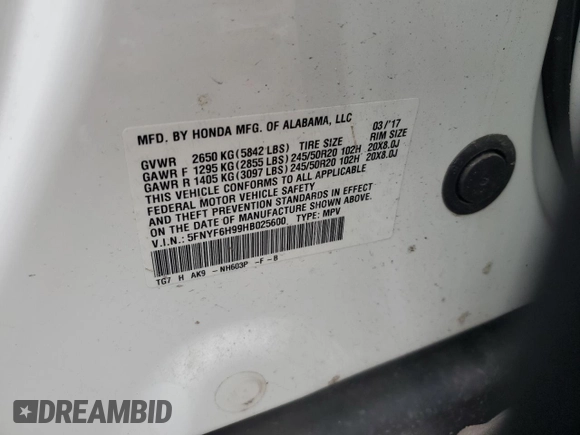 MFD. BY HONDA MFG. OF ALABAMA, LLC 03/'17
GVWR 2650 KG(5842 LBS) TIRE SIZE RIM SIZE
GAWR F 1295 KG(2855 LBS)245/50R20 102H 20X8.0J
GAWR R 1405 KG(3097 LBS)245/50R20 102H 20X8.0J
THIS VEHICLE CONFORMS TO ALL APPLICABLE
FEDERAL MOTOR VEHICLE SAFETY
AND THEFT PREVENTION STANDARDS IN EFFECT
ON THE DATE OF MANUFACTURE SHOWN ABOVE.
V.I.N.: 5FNYF6H99HB025600 TYPE: MPV
TG7 H AK9 -NH603P -F-B
DREAMBID